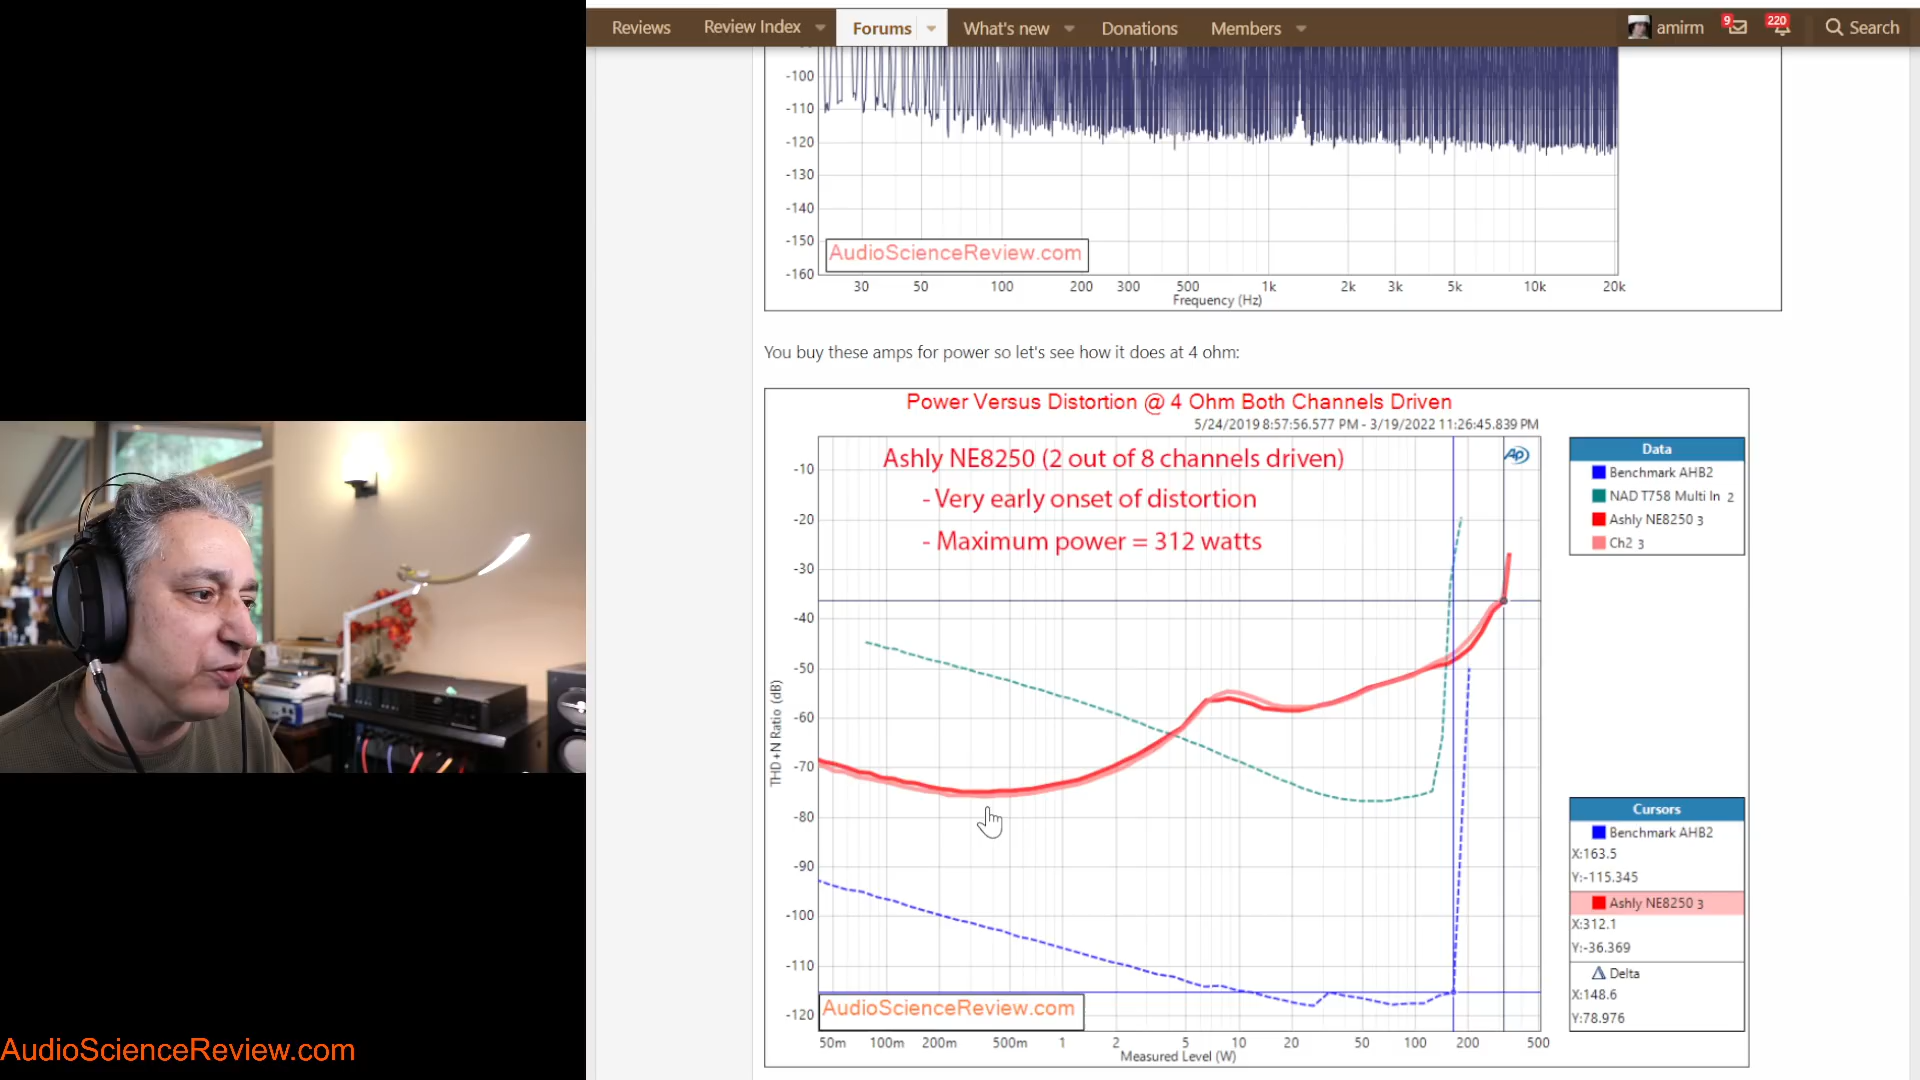 Reviews Review Index Forums What's new Donations Members amirm 9 220 Search
-100
-110
-120
-130
-140
-150
-160
AudioScienceReview.com
30 50 100 200 300 500 1k 2k 3k 5k 10k 20k
Frequency (Hz)
You buy these amps for power so let's see how it does at 4 ohm:
Power Versus Distortion @ 4 Ohm Both Channels Driven
5/24/2019 8:57:56.577 PM - 3/19/2022 11:26:45.839 PM
Ashly NE8250 (2 out of 8 channels driven)
- Very early onset of distortion
- Maximum power = 312 watts
AP
THD+N Ratio (dB)
-10
-20
-30
-40
-50
-60
-70
-80
-90
-100
-110
-120
AudioScienceReview.com
50m 100m 200m 500m 1 2 5 10 20 50 100 200 500
Measured Level (W)
Data
Benchmark AHB2
NAD T758 Multi In 2
Ashly NE8250 3
Ch2 3
Cursors
Benchmark AHB2
X:163.5
Y:-115.345
Ashly NE8250 3
X:312.1
Y:-36.369
Δ Delta
X:148.6
Y:78.976
AudioScienceReview.com